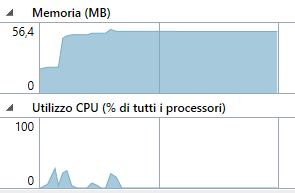 Memoria (MB)
56,4
0
Utilizzo CPU (% di tutti i processori)
100
0